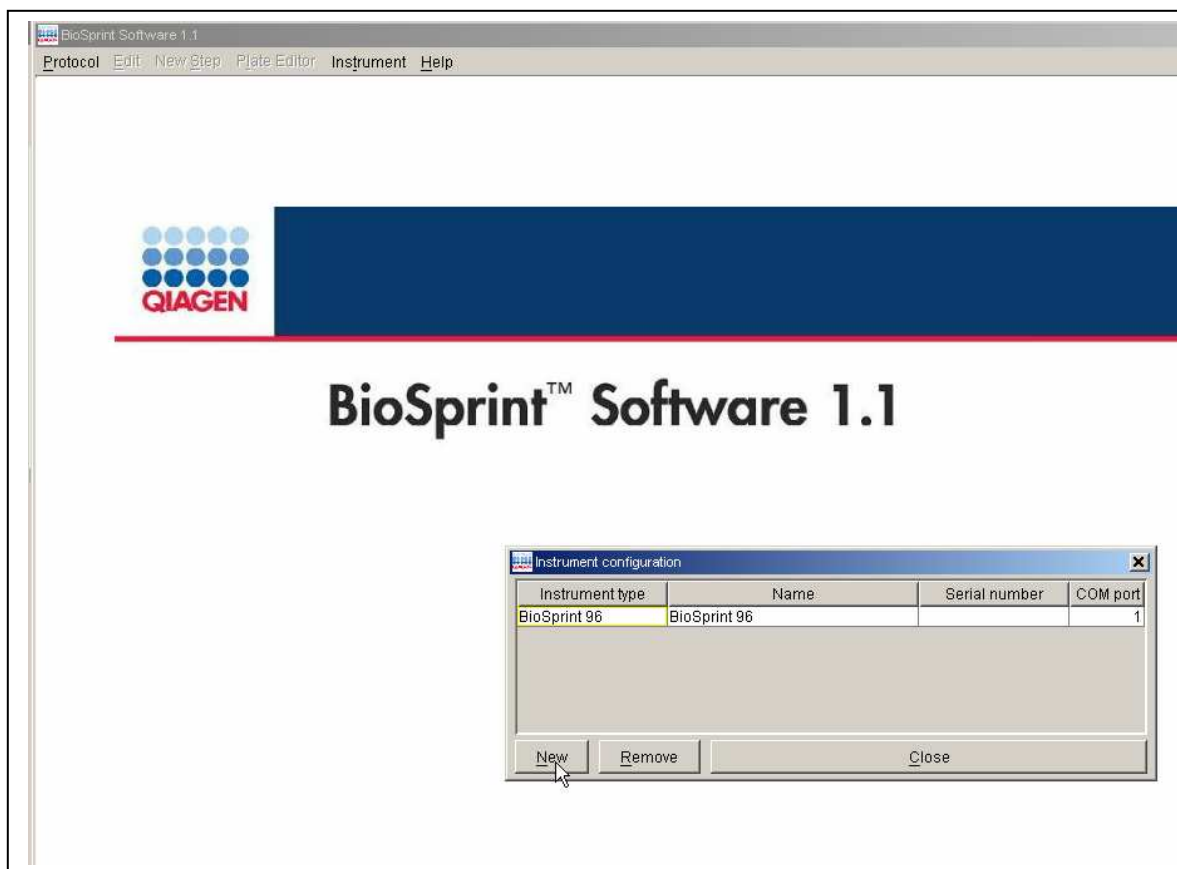 BioSprint Software 1.1
Protocol Edit New Step Plate Editor Instrument Help
QIAGEN
BioSprint™ Software 1.1
Instrument configuration
Instrument type Name Serial number COM port
BioSprint 96 BioSprint 96 1
New Remove Close